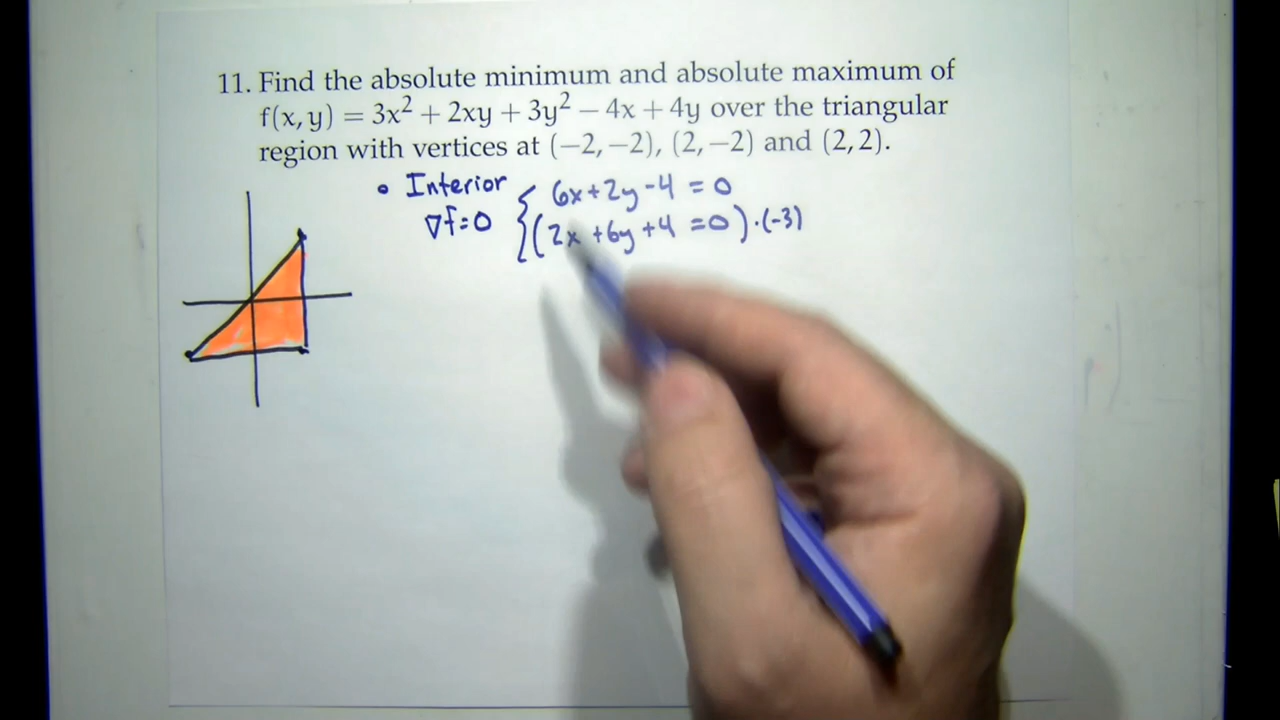 11. Find the absolute minimum and absolute maximum of
f(x,y) = 3x² + 2xy + 3y² − 4x + 4y over the triangular
region with vertices at (−2,−2), (2,−2) and (2,2).
• Interior { 6x+2y-4 = 0
∇f=0 (2x+6y+4 =0)·(-3)